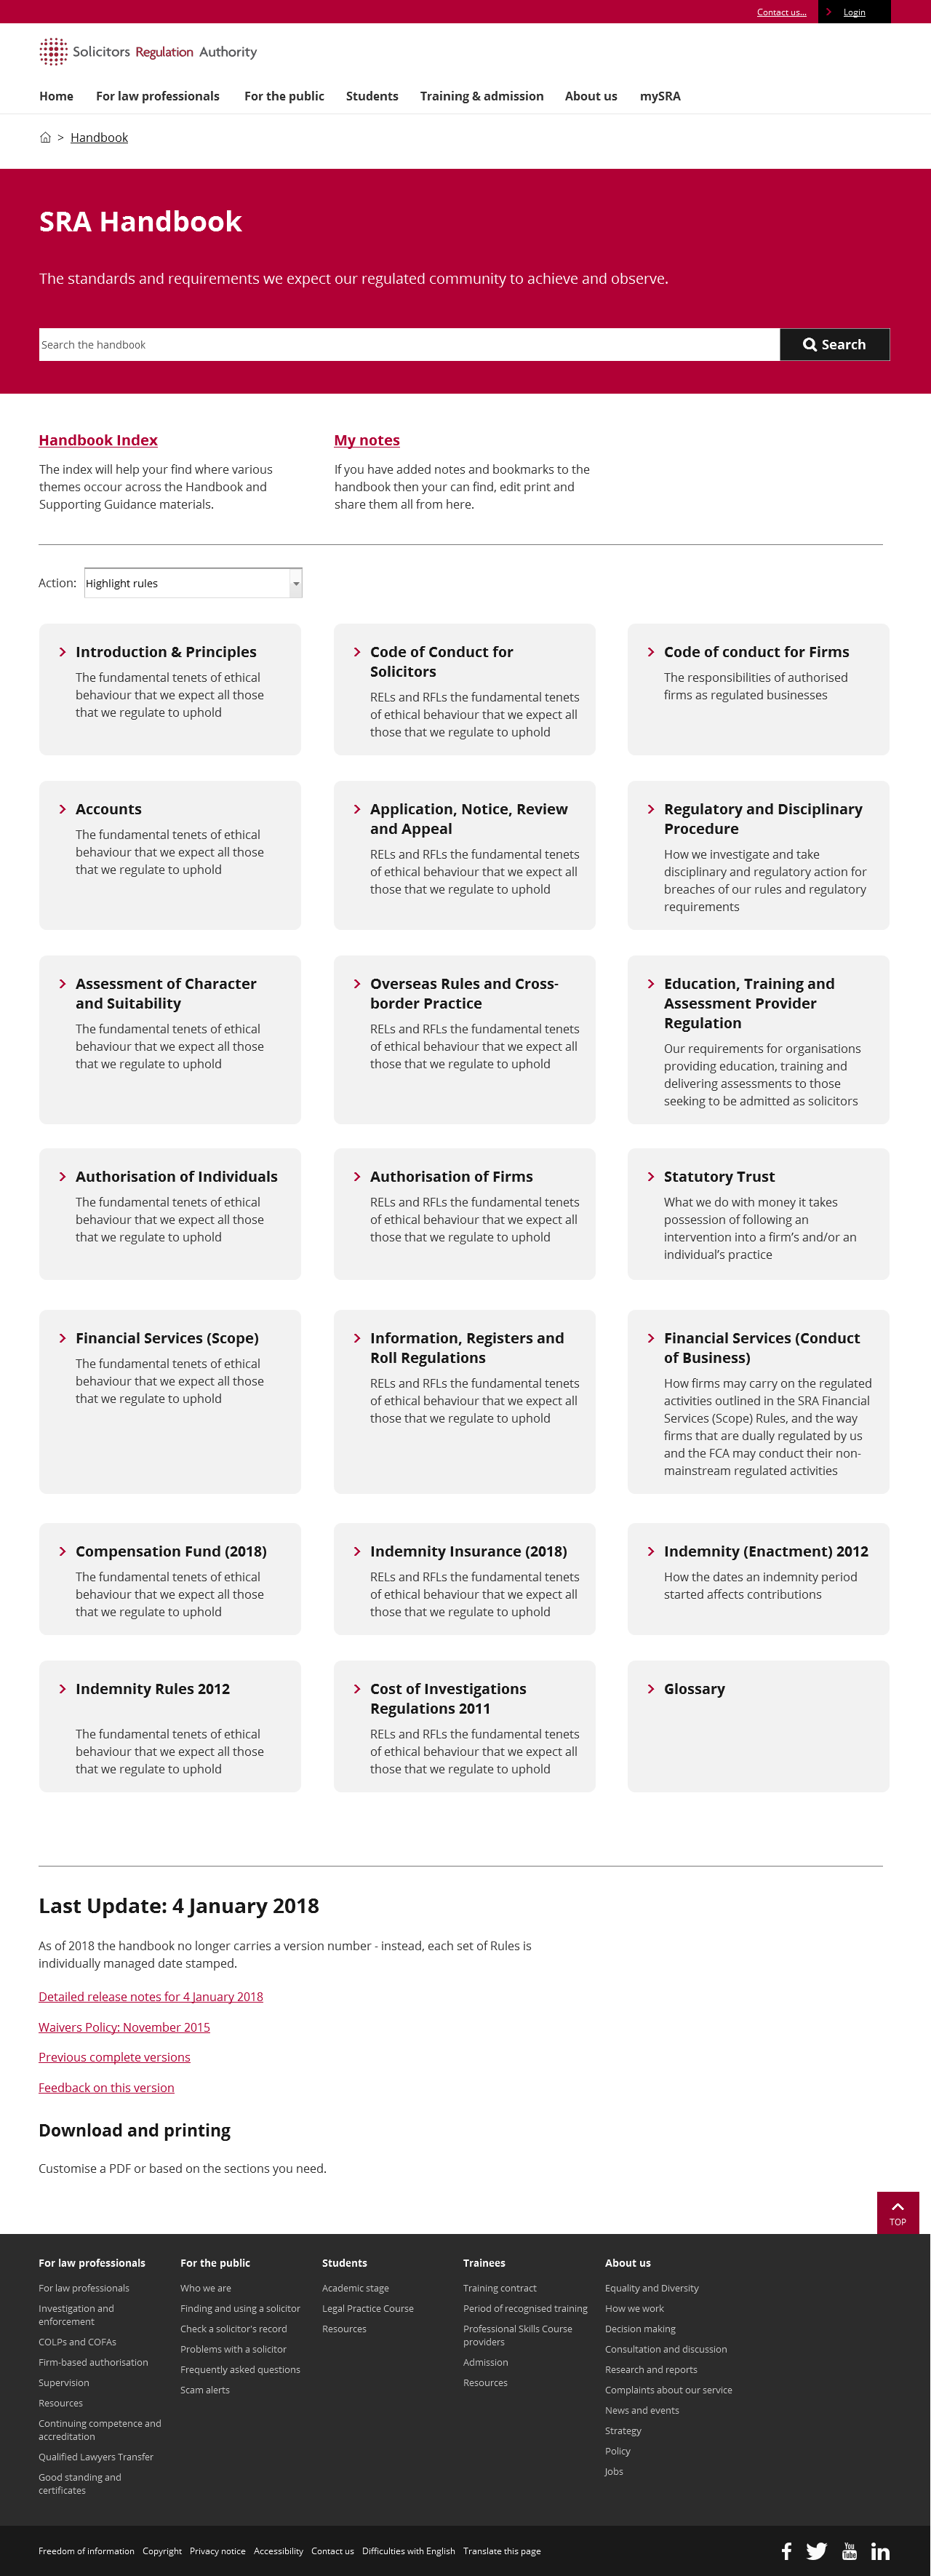 Contact us...
Login
Solicitors Regulation Authority
Home For law professionals For the public Students Training & admission About us mySRA
> Handbook
SRA Handbook
The standards and requirements we expect our regulated community to achieve and observe.
Search the handbook
Search
Handbook Index
The index will help your find where various
themes occour across the Handbook and
Supporting Guidance materials.
My notes
If you have added notes and bookmarks to the
handbook then your can find, edit print and
share them all from here.
Action: Highlight rules
Introduction & Principles
The fundamental tenets of ethical
behaviour that we expect all those
that we regulate to uphold
Code of Conduct for
Solicitors
RELs and RFLs the fundamental tenets
of ethical behaviour that we expect all
those that we regulate to uphold
Code of conduct for Firms
The responsibilities of authorised
firms as regulated businesses
Accounts
The fundamental tenets of ethical
behaviour that we expect all those
that we regulate to uphold
Application, Notice, Review
and Appeal
RELs and RFLs the fundamental tenets
of ethical behaviour that we expect all
those that we regulate to uphold
Regulatory and Disciplinary
Procedure
How we investigate and take
disciplinary and regulatory action for
breaches of our rules and regulatory
requirements
Assessment of Character
and Suitability
The fundamental tenets of ethical
behaviour that we expect all those
that we regulate to uphold
Overseas Rules and Cross-
border Practice
RELs and RFLs the fundamental tenets
of ethical behaviour that we expect all
those that we regulate to uphold
Education, Training and
Assessment Provider
Regulation
Our requirements for organisations
providing education, training and
delivering assessments to those
seeking to be admitted as solicitors
Authorisation of Individuals
The fundamental tenets of ethical
behaviour that we expect all those
that we regulate to uphold
Authorisation of Firms
RELs and RFLs the fundamental tenets
of ethical behaviour that we expect all
those that we regulate to uphold
Statutory Trust
What we do with money it takes
possession of following an
intervention into a firm’s and/or an
individual’s practice
Financial Services (Scope)
The fundamental tenets of ethical
behaviour that we expect all those
that we regulate to uphold
Information, Registers and
Roll Regulations
RELs and RFLs the fundamental tenets
of ethical behaviour that we expect all
those that we regulate to uphold
Financial Services (Conduct
of Business)
How firms may carry on the regulated
activities outlined in the SRA Financial
Services (Scope) Rules, and the way
firms that are dually regulated by us
and the FCA may conduct their non-
mainstream regulated activities
Compensation Fund (2018)
The fundamental tenets of ethical
behaviour that we expect all those
that we regulate to uphold
Indemnity Insurance (2018)
RELs and RFLs the fundamental tenets
of ethical behaviour that we expect all
those that we regulate to uphold
Indemnity (Enactment) 2012
How the dates an indemnity period
started affects contributions
Indemnity Rules 2012
The fundamental tenets of ethical
behaviour that we expect all those
that we regulate to uphold
Cost of Investigations
Regulations 2011
RELs and RFLs the fundamental tenets
of ethical behaviour that we expect all
those that we regulate to uphold
Glossary
Last Update: 4 January 2018
As of 2018 the handbook no longer carries a version number - instead, each set of Rules is
individually managed date stamped.
Detailed release notes for 4 January 2018
Waivers Policy: November 2015
Previous complete versions
Feedback on this version
Download and printing
Customise a PDF or based on the sections you need.
TOP
For law professionals
For law professionals
Investigation and
enforcement
COLPs and COFAs
Firm-based authorisation
Supervision
Resources
Continuing competence and
accreditation
Qualified Lawyers Transfer
Good standing and
certificates
For the public
Who we are
Finding and using a solicitor
Check a solicitor's record
Problems with a solicitor
Frequently asked questions
Scam alerts
Students
Academic stage
Legal Practice Course
Resources
Trainees
Training contract
Period of recognised training
Professional Skills Course
providers
Admission
Resources
About us
Equality and Diversity
How we work
Decision making
Consultation and discussion
Research and reports
Complaints about our service
News and events
Strategy
Policy
Jobs
Freedom of information Copyright Privacy notice Accessibility Contact us Difficulties with English Translate this page
You
Tube